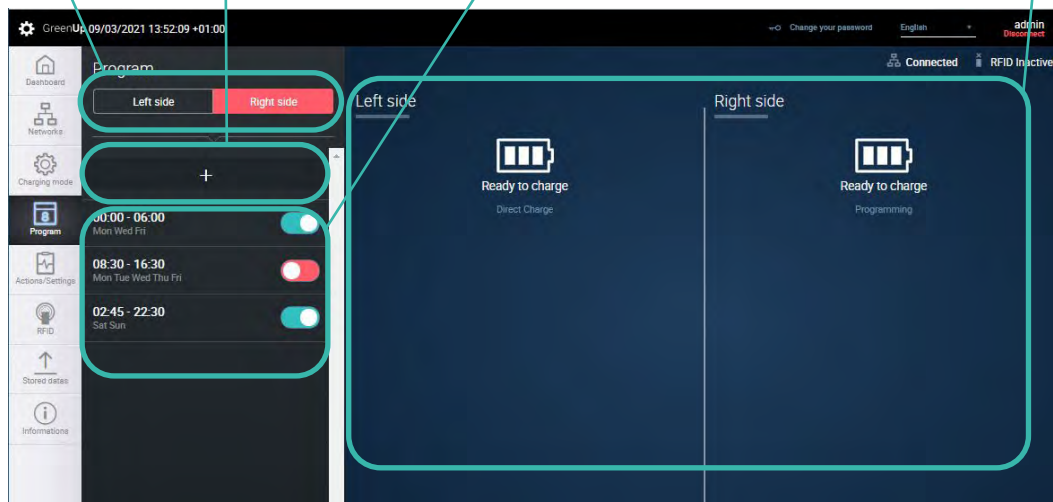 GreenUp 09/03/2021 13:52:09 +01:00
Change your password
English
admin
Disconnect
Connected
RFID Inactive
Dashboard
Networks
Charging mode
8
Program
Actions/Settings
RFID
Stored datas
Informations
Program
Left side
Right side
+
00:00 - 06:00
Mon Wed Fri
08:30 - 16:30
Mon Tue Wed Thu Fri
02:45 - 22:30
Sat Sun
Left side
Ready to charge
Direct Charge
Right side
Ready to charge
Programming